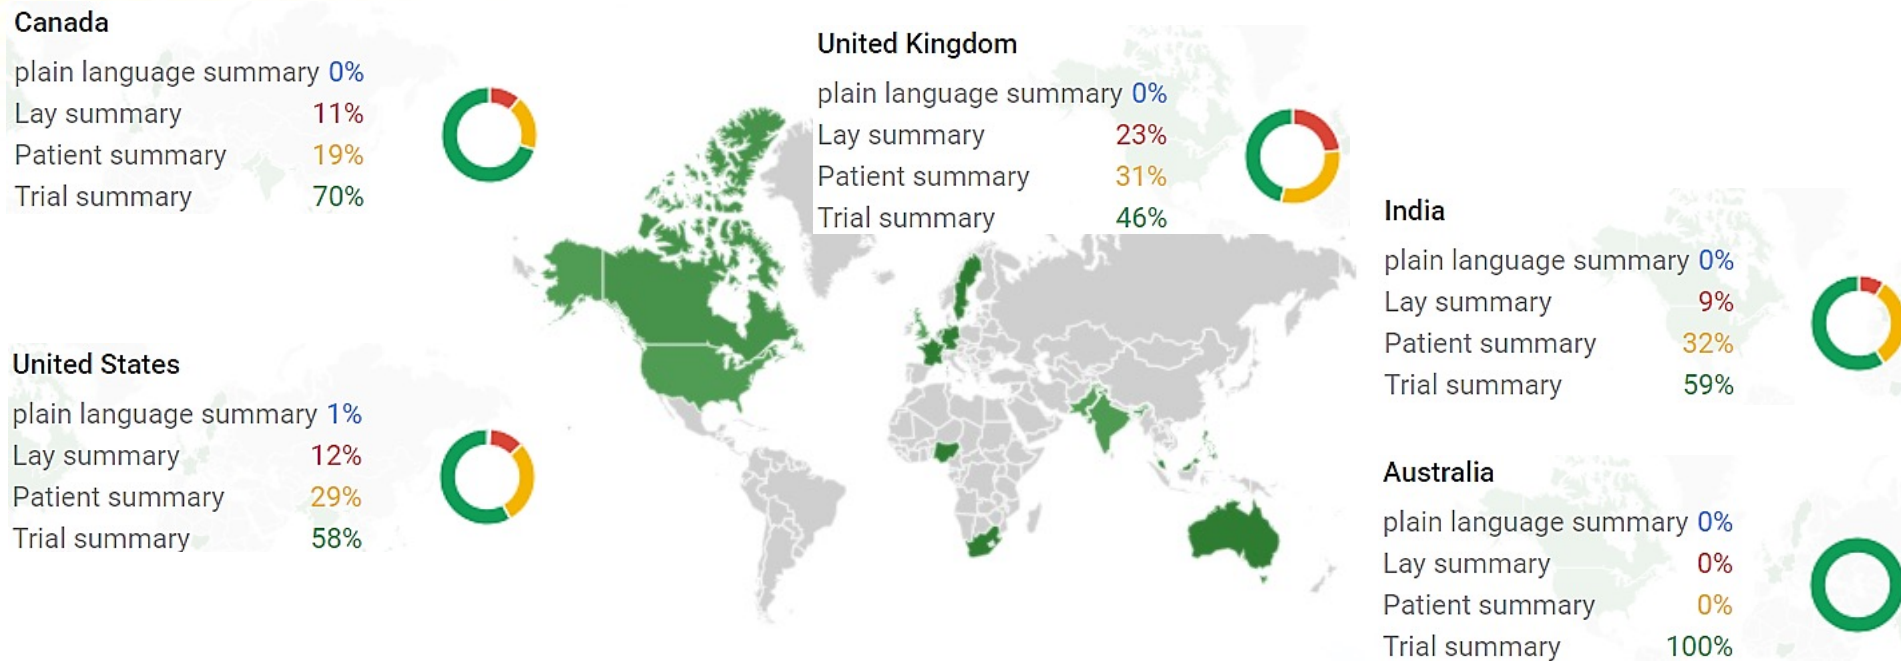 Canada
plain language summary 0%
Lay summary 11%
Patient summary 19%
Trial summary 70%
United Kingdom
plain language summary 0%
Lay summary 23%
Patient summary 31%
Trial summary 46%
India
plain language summary 0%
Lay summary 9%
Patient summary 32%
Trial summary 59%
United States
plain language summary 1%
Lay summary 12%
Patient summary 29%
Trial summary 58%
Australia
plain language summary 0%
Lay summary 0%
Patient summary 0%
Trial summary 100%